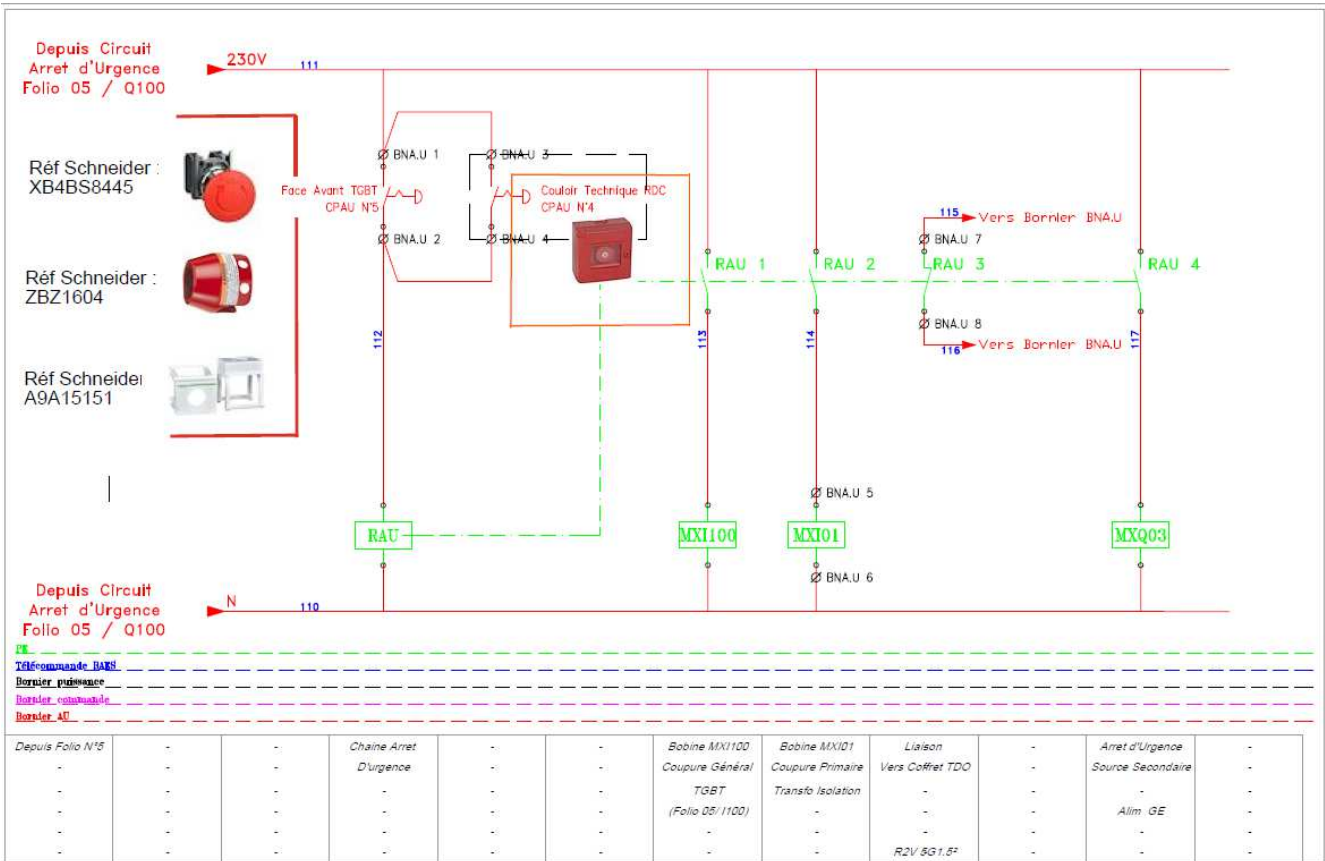 Depuis Circuit
Arret d'Urgence
Folio 05 / Q100
230V
111
Réf Schneider :
XB4BS8445
Réf Schneider :
ZBZ1604
Réf Schneider
A9A15151
BNA.U 1
BNA.U 3
Face Avant TGBT
CPAU N°5
Couloir Technique RDC
CPAU N°4
BNA.U 2
BNA.U 4
115
Vers Bornier BNA.U
BNA.U 7
RAU 1
RAU 2
RAU 3
RAU 4
BNA.U 8
116
Vers Bornier BNA.U
112
113
114
117
BNA.U 5
RAU
MXI100
MXI01
MXQ03
BNA.U 6
Depuis Circuit
Arret d'Urgence
Folio 05 / Q100
N
110
PE
Télécommande BAES
Bornier puissance
Bornier commande
Bornier AU
Depuis Folio N°5 - - Chaine Arret - - Bobine MXI100 Bobine MXI01 Liaison - Arret d'Urgence -
- - - D'urgence - - Coupure Général Coupure Primaire Vers Coffret TDO - Source Secondaire -
- - - - - - TGBT Transfo Isolation - - - -
- - - - - - (Folio 05/ I100) - - - Alim GE -
- - - - - - - - - - - -
- - - - - - - - R2V 5G1.5² - - -